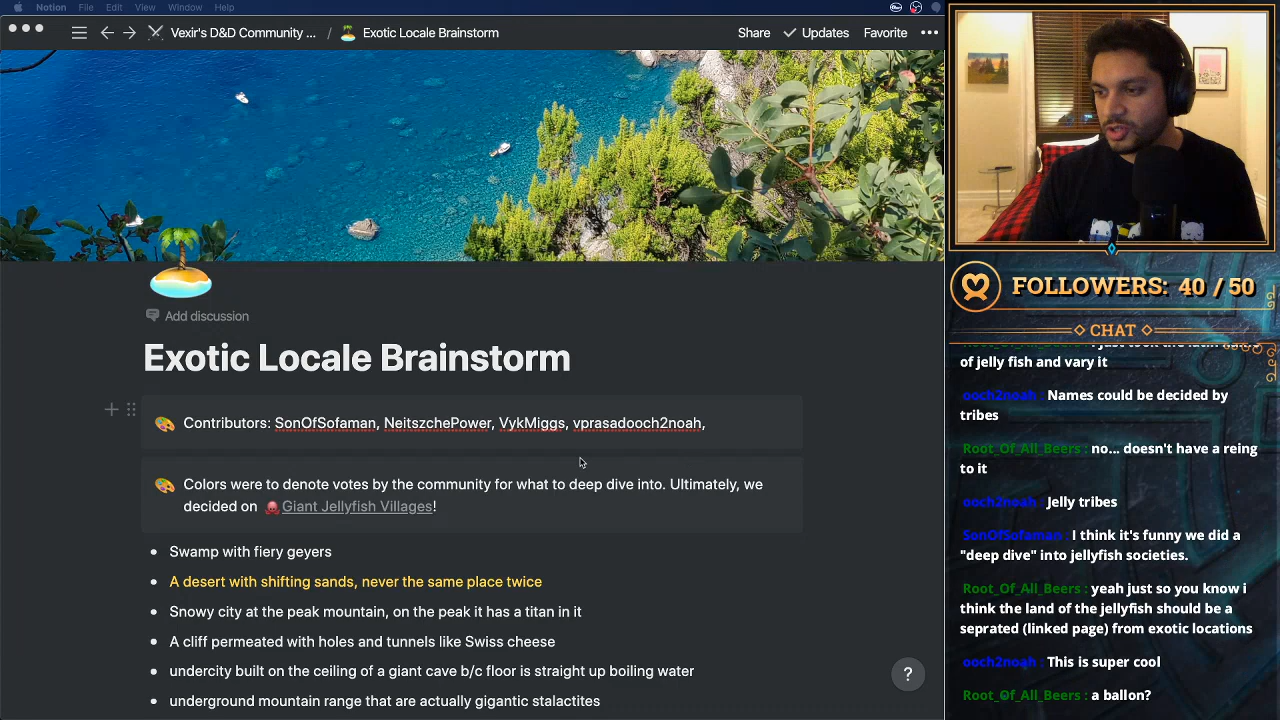 Notion File Edit View Window Help
Vexir's D&D Community ... / Exotic Locale Brainstorm Share Updates Favorite
Add discussion
Exotic Locale Brainstorm
Contributors: SonOfSofaman, NeitszchePower, VykMiggs, vprasadooch2noah,
Colors were to denote votes by the community for what to deep dive into. Ultimately, we
decided on Giant Jellyfish Villages!
Swamp with fiery geyers
A desert with shifting sands, never the same place twice
Snowy city at the peak mountain, on the peak it has a titan in it
A cliff permeated with holes and tunnels like Swiss cheese
undercity built on the ceiling of a giant cave b/c floor is straight up boiling water
underground mountain range that are actually gigantic stalactites
?
FOLLOWERS: 40 / 50
CHAT
of jelly fish and vary it
ooch2noah : Names could be decided by
tribes
Root_Of_All_Beers : no... doesn't have a reing
to it
ooch2noah : Jelly tribes
SonOfSofaman : I think it's funny we did a
"deep dive" into jellyfish societies.
Root_Of_All_Beers : yeah just so you know i
think the land of the jellyfish should be a
seprated (linked page) from exotic locations
ooch2noah : This is super cool
Root_Of_All_Beers : a ballon?